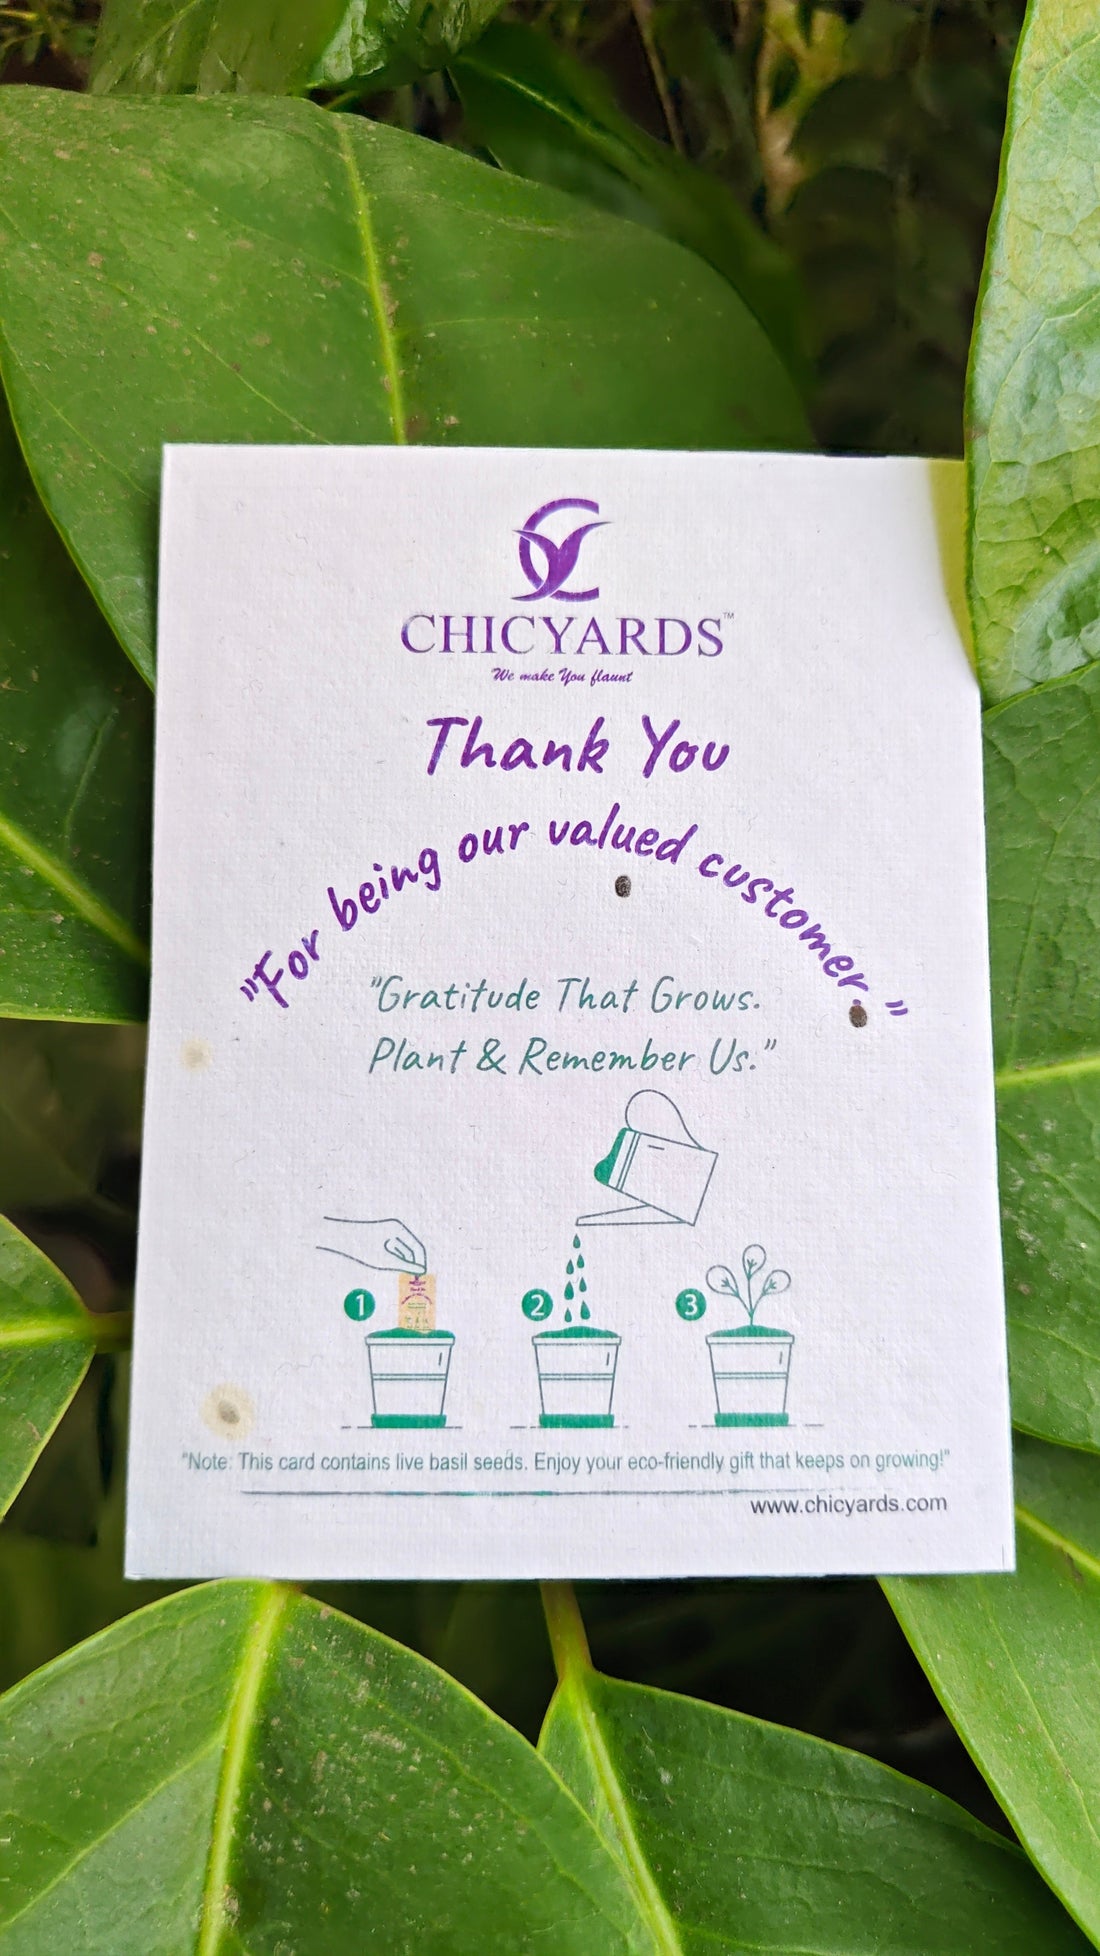 CHICYARDS™
We make You flaunt
Thank You
"For being our valued customer."
"Gratitude That Grows.
Plant & Remember Us."
1 2 3
"Note: This card contains live basil seeds. Enjoy your eco-friendly gift that keeps on growing!"
www.chicyards.com